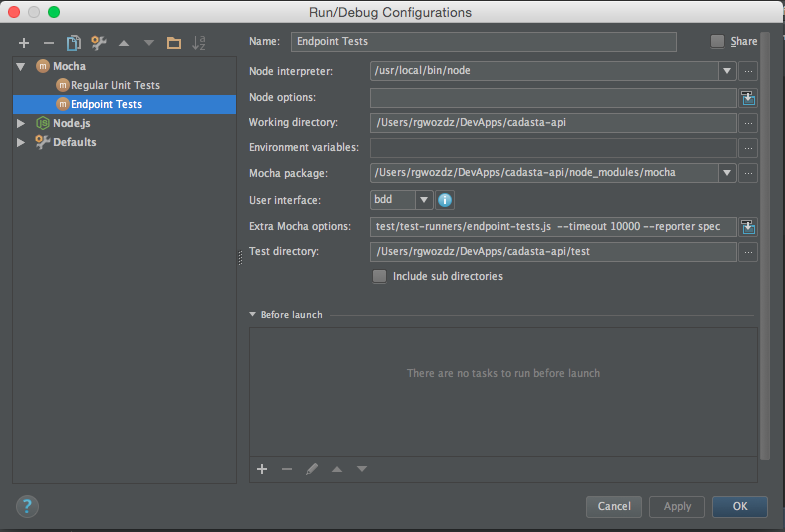 Run/Debug Configurations
Name: Endpoint Tests Share
Mocha
Regular Unit Tests
Endpoint Tests
Node.js
Defaults
Node interpreter: /usr/local/bin/node
Node options:
Working directory: /Users/rgwozdz/DevApps/cadasta-api
Environment variables:
Mocha package: /Users/rgwozdz/DevApps/cadasta-api/node_modules/mocha
User interface: bdd
Extra Mocha options: test/test-runners/endpoint-tests.js --timeout 10000 --reporter spec
Test directory: /Users/rgwozdz/DevApps/cadasta-api/test
Include sub directories
Before launch
There are no tasks to run before launch
? Cancel Apply OK